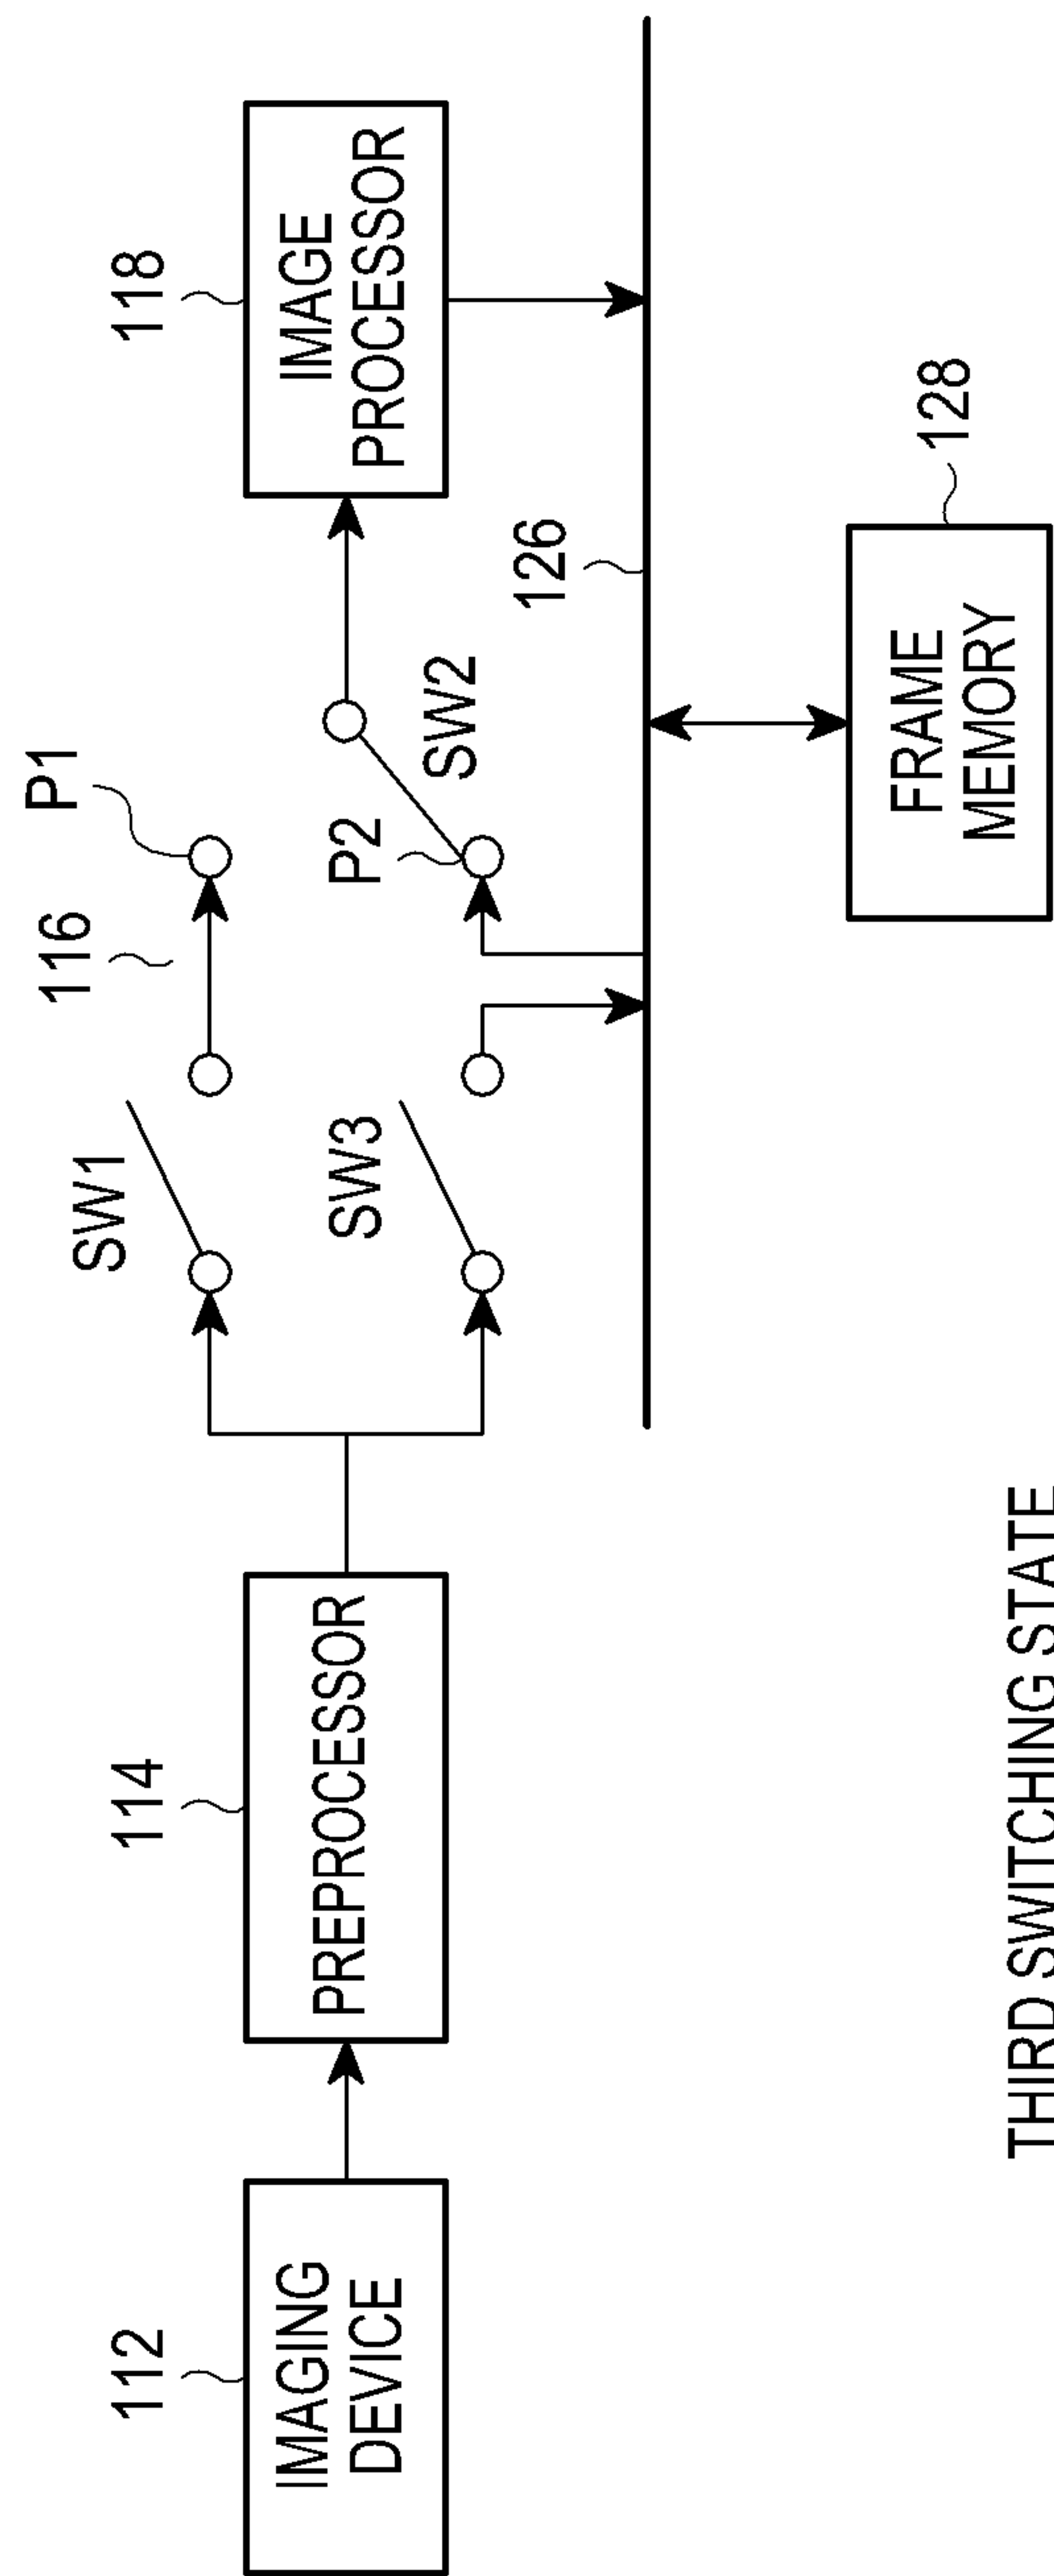 112
IMAGING
DEVICE
114
PREPROCESSOR
SW1
116
P1
SW3
P2
SW2
118
IMAGE
PROCESSOR
126
128
FRAME
MEMORY
THIRD SWITCHING STATE